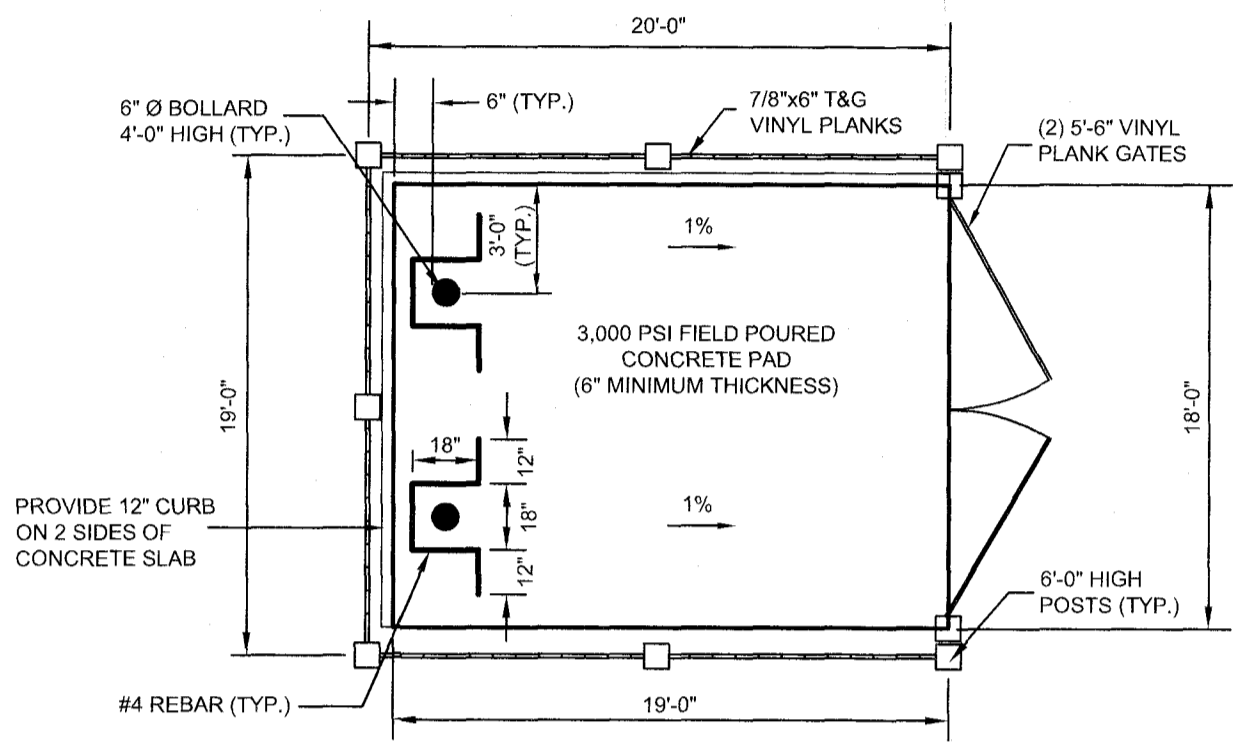 20'-0"
6" Ø BOLLARD
4'-0" HIGH (TYP.)
6" (TYP.)
7/8"x6" T&G
VINYL PLANKS
(2) 5'-6" VINYL
PLANK GATES
3'-0"
(TYP.)
1%
3,000 PSI FIELD POURED
CONCRETE PAD
(6" MINIMUM THICKNESS)
19'-0"
18'-0"
18"
12"
18"
12"
1%
PROVIDE 12" CURB
ON 2 SIDES OF
CONCRETE SLAB
6'-0" HIGH
POSTS (TYP.)
#4 REBAR (TYP.)
19'-0"